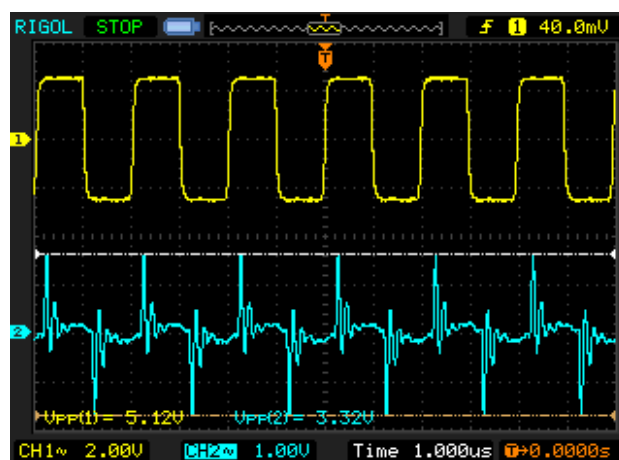 RIGOL STOP T f 1 40.0mV
T
1
2
VPP(1)= 5.12V VPP(2)= 3.32V
CH1~ 2.00V CH2~ 1.00V Time 1.000us T→0.0000s